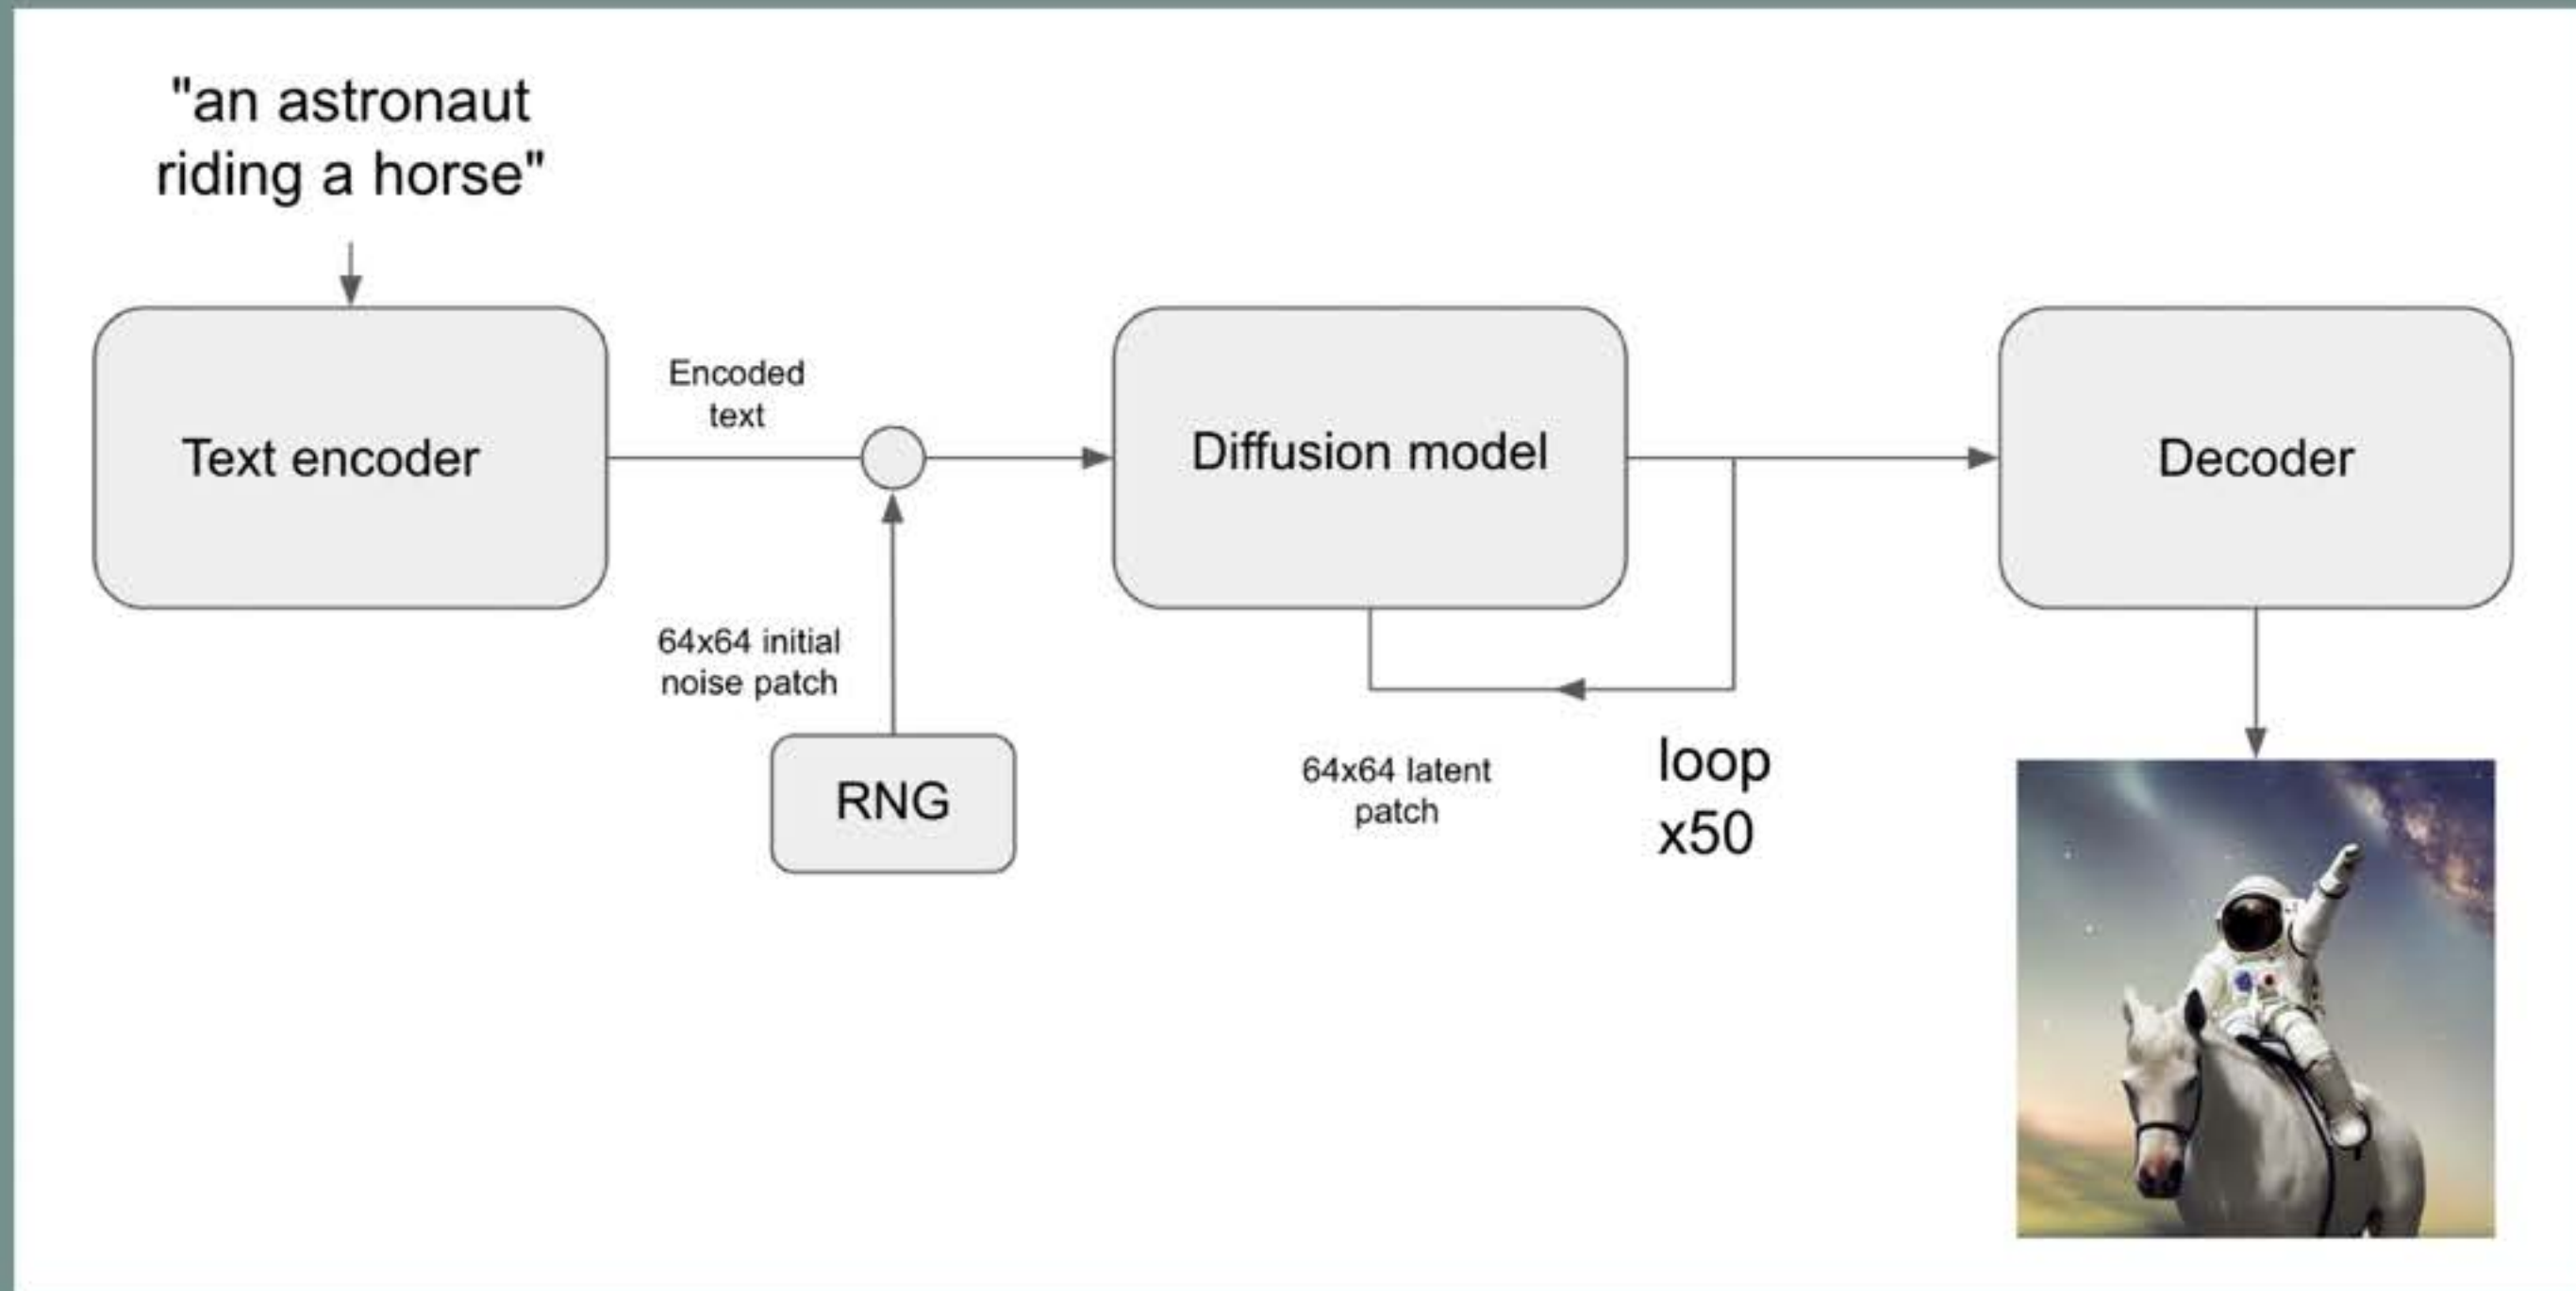 "an astronaut
riding a horse"
Text encoder
Encoded
text
64x64 initial
noise patch
RNG
Diffusion model
64x64 latent
patch
loop
x50
Decoder